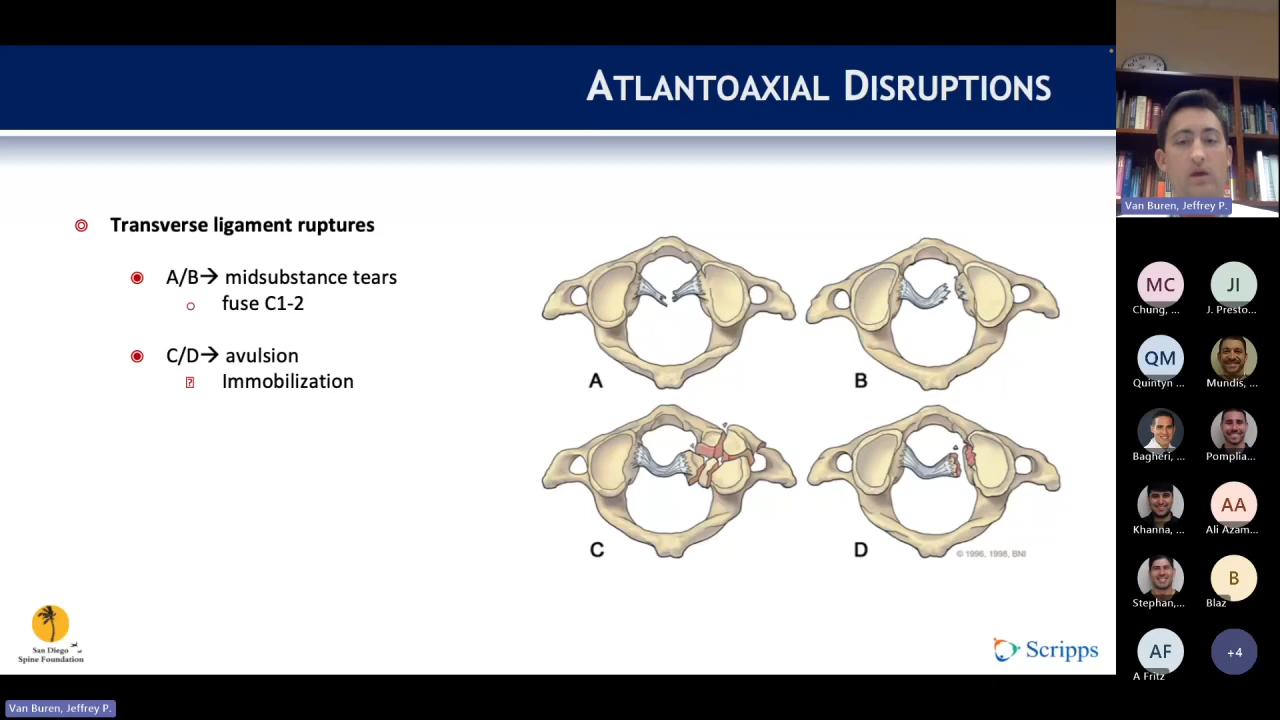 ATLANTOAXIAL DISRUPTIONS
Transverse ligament ruptures
A/B→ midsubstance tears
fuse C1-2
C/D→ avulsion
Immobilization
A
B
C
D
© 1996, 1998, BNI
San Diego
Spine Foundation
Scripps
Van Buren, Jeffrey P.
MC
JI
Chung, ...
J. Presto...
QM
Quintyn ...
Mundis, ...
Bagheri, ...
Pomplia...
AA
Khanna, ...
Ali Azam...
B
Stephan,...
Blaz
AF
+4
A Fritz
Van Buren, Jeffrey P.